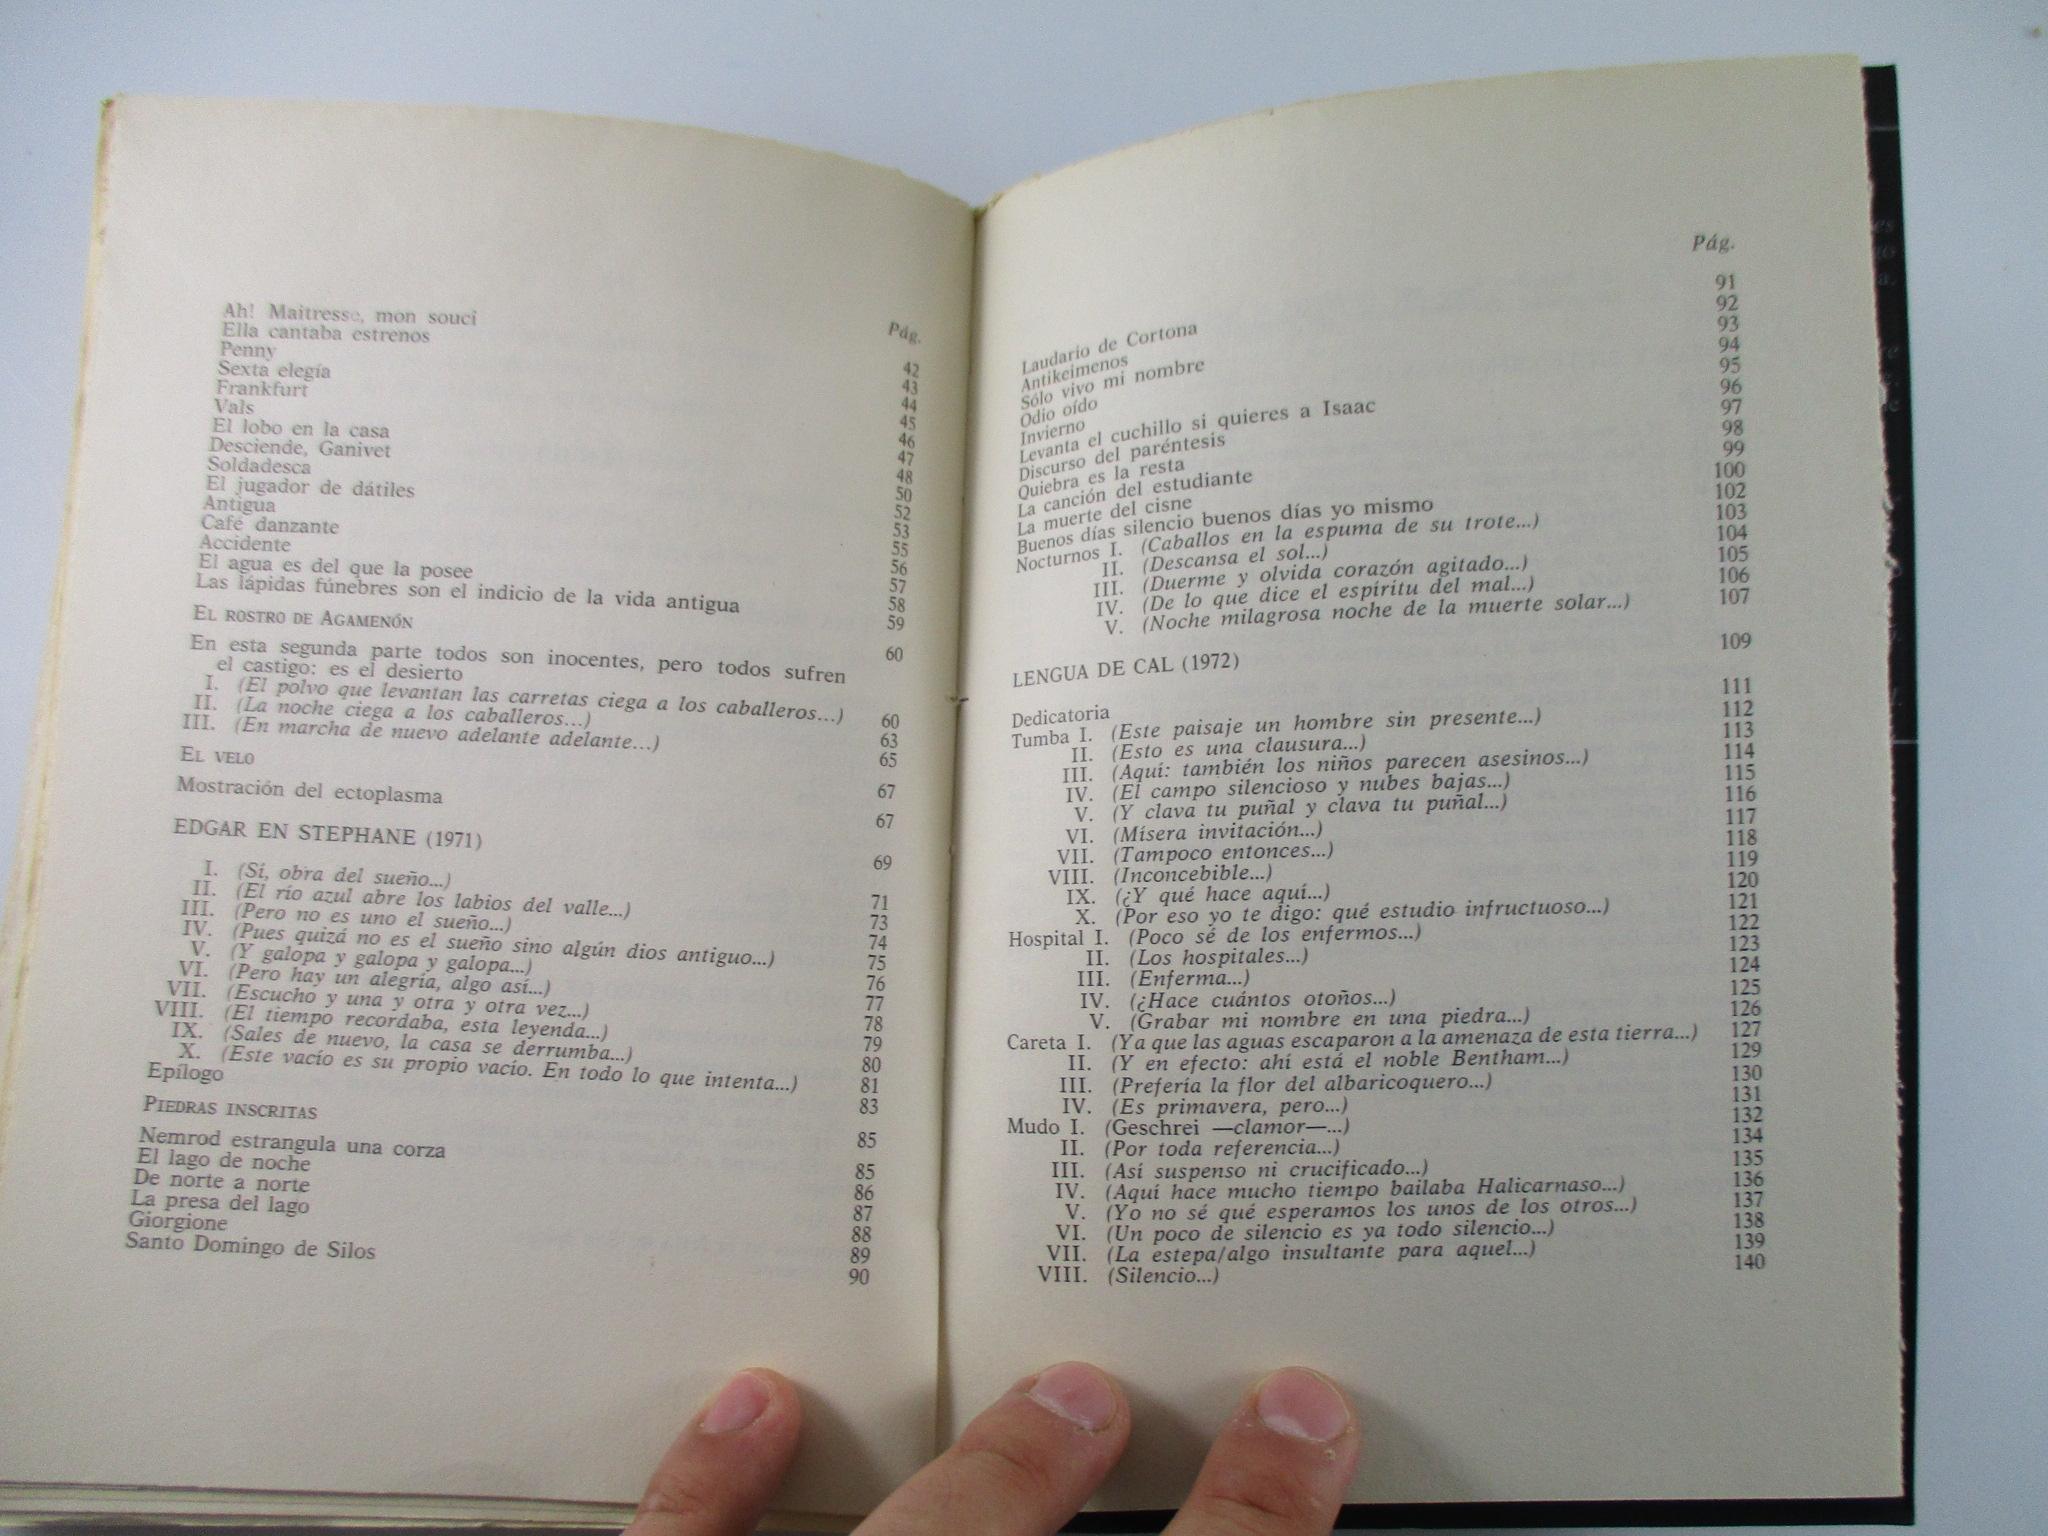 Pág.
Ah! Maitresse, mon souci 42
Ella cantaba estrenos 43
Penny 44
Sexta elegía 45
Frankfurt 46
Vals 47
El lobo en la casa 48
Desciende, Ganivet 50
Soldadesca 52
El jugador de dátiles 53
Antigua 55
Café danzante 56
Accidente 57
El agua es del que la posee 58
Las lápidas fúnebres son el indicio de la vida antigua 59
EL ROSTRO DE AGAMENÓN 60
En esta segunda parte todos son inocentes, pero todos sufren
el castigo: es el desierto
I. (El polvo que levantan las carretas ciega a los caballeros...) 60
II. (La noche ciega a los caballeros...) 63
III. (En marcha de nuevo adelante adelante...) 65
EL VELO 67
Mostración del ectoplasma 67
EDGAR EN STEPHANE (1971) 69
I. (Sí, obra del sueño...) 71
II. (El río azul abre los labios del valle...) 73
III. (Pero no es uno el sueño...) 74
IV. (Pues quizá no es el sueño sino algún dios antiguo...) 75
V. (Y galopa y galopa y galopa...) 76
VI. (Pero hay un alegría, algo así...) 77
VII. (Escucho y una y otra y otra vez...) 78
VIII. (El tiempo recordaba, esta leyenda...) 79
IX. (Sales de nuevo, la casa se derrumba...) 80
X. (Este vacío es su propio vacío. En todo lo que intenta...) 81
Epílogo 83
PIEDRAS INSCRITAS 85
Nemrod estrangula una corza 85
El lago de noche 86
De norte a norte 87
La presa del lago 88
Giorgione 89
Santo Domingo de Silos 90
Pág.
Laudario de Cortona 91
Antikeimenos 92
Sólo vivo mi nombre 93
Odio oído 94
Invierno 95
Levanta el cuchillo si quieres a Isaac 96
Discurso del paréntesis 97
Quiebra es la resta 98
La canción del estudiante 99
La muerte del cisne 100
Buenos días silencio buenos días yo mismo 102
Nocturnos I. (Caballos en la espuma de su trote...) 103
II. (Descansa el sol...) 104
III. (Duerme y olvida corazón agitado...) 105
IV. (De lo que dice el espíritu del mal...) 106
V. (Noche milagrosa noche de la muerte solar...) 107
LENGUA DE CAL (1972) 109
Dedicatoria 111
Tumba I. (Este paisaje un hombre sin presente...) 112
II. (Esto es una clausura...) 113
III. (Aquí: también los niños parecen asesinos...) 114
IV. (El campo silencioso y nubes bajas...) 115
V. (Y clava tu puñal y clava tu puñal...) 116
VI. (Mísera invitación...) 117
VII. (Tampoco entonces...) 118
VIII. (Inconcebible...) 119
IX. (¿Y qué hace aquí...) 120
X. (Por eso yo te digo: qué estudio infructuoso...) 121
Hospital I. (Poco sé de los enfermos...) 122
II. (Los hospitales...) 123
III. (Enferma...) 124
IV. (¿Hace cuántos otoños...) 125
V. (Grabar mi nombre en una piedra...) 126
Careta I. (Ya que las aguas escaparon a la amenaza de esta tierra...) 127
II. (Y en efecto: ahí está el noble Bentham...) 129
III. (Prefería la flor del albaricoquero...) 130
IV. (Es primavera, pero...) 131
Mudo I. (Geschrei —clamor—...) 132
II. (Por toda referencia...) 134
III. (Así suspenso ni crucificado...) 135
IV. (Aquí hace mucho tiempo bailaba Halicarnaso...) 136
V. (Yo no sé qué esperamos los unos de los otros...) 137
VI. (Un poco de silencio es ya todo silencio...) 138
VII. (La estepa/algo insultante para aquel...) 139
VIII. (Silencio...) 140